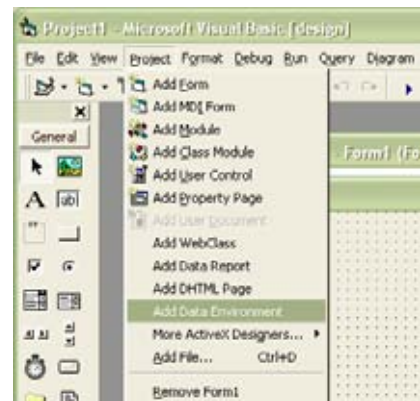 Project1 - Microsoft Visual Basic [design]
File Edit View Project Format Debug Run Query Diagram
Add Form
Add MDI Form
General
Add Module
Add Class Module
- Form1 (Fo
Add User Control
Add Property Page
Add User Document
Add WebClass
Add Data Report
Add DHTML Page
Add Data Environment
More ActiveX Designers...
Add File... Ctrl+D
Remove Form1